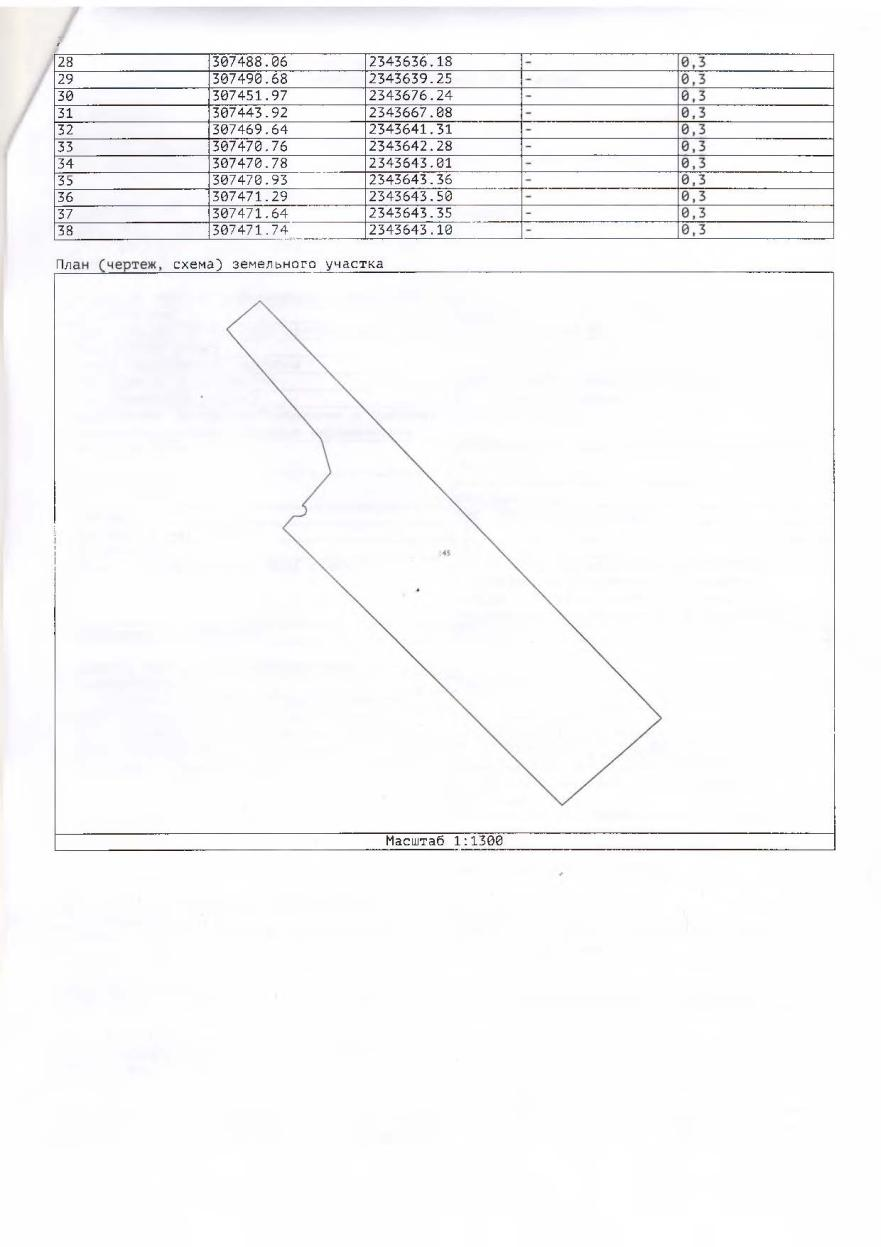 28 307488.06 2343636.18 - 0,3
29 307490.68 2343639.25 - 0,3
30 307451.97 2343676.24 - 0,3
31 307443.92 2343667.08 - 0,3
32 307469.64 2343641.31 - 0,3
33 307470.76 2343642.28 - 0,3
34 307470.78 2343643.01 - 0,3
35 307470.93 2343643.36 - 0,3
36 307471.29 2343643.50 - 0,3
37 307471.64 2343643.35 - 0,3
38 307471.74 2343643.10 - 0,3
План (чертеж, схема) земельного участка
:45
Масштаб 1:1300